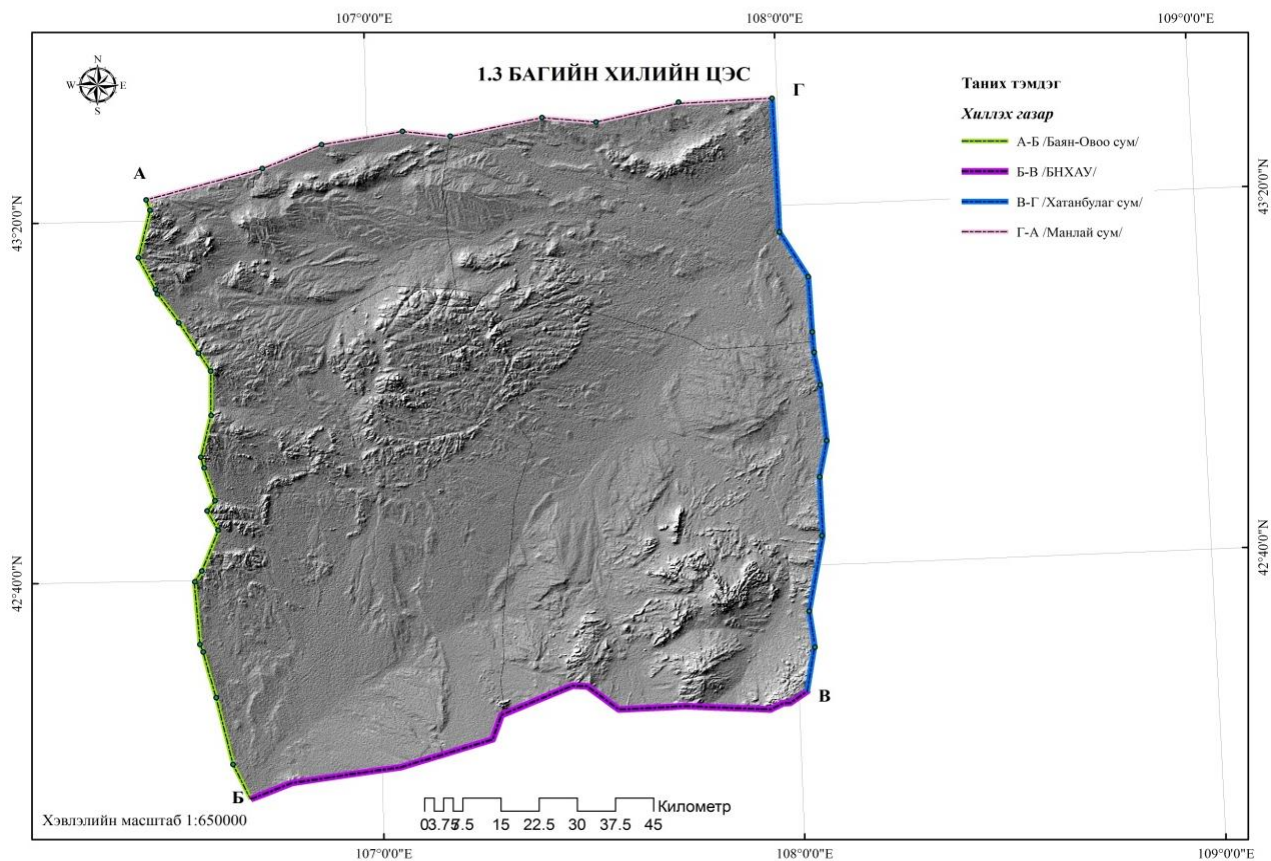 107°0'0"E 108°0'0"E 109°0'0"E
N
W E
S
1.3 БАГИЙН ХИЛИЙН ЦЭС
Г
Таних тэмдэг
Хиллэх газар
А-Б /Баян-Овоо сум/
Б-В /БНХАУ/
В-Г /Хатанбулаг сум/
Г-А /Манлай сум/
А
43°20'0"N
43°20'0"N
42°40'0"N
42°40'0"N
В
Б
Хэвлэлийн масштаб 1:650000
Километр
0 3.75 7.5 15 22.5 30 37.5 45
107°0'0"E 108°0'0"E 109°0'0"E